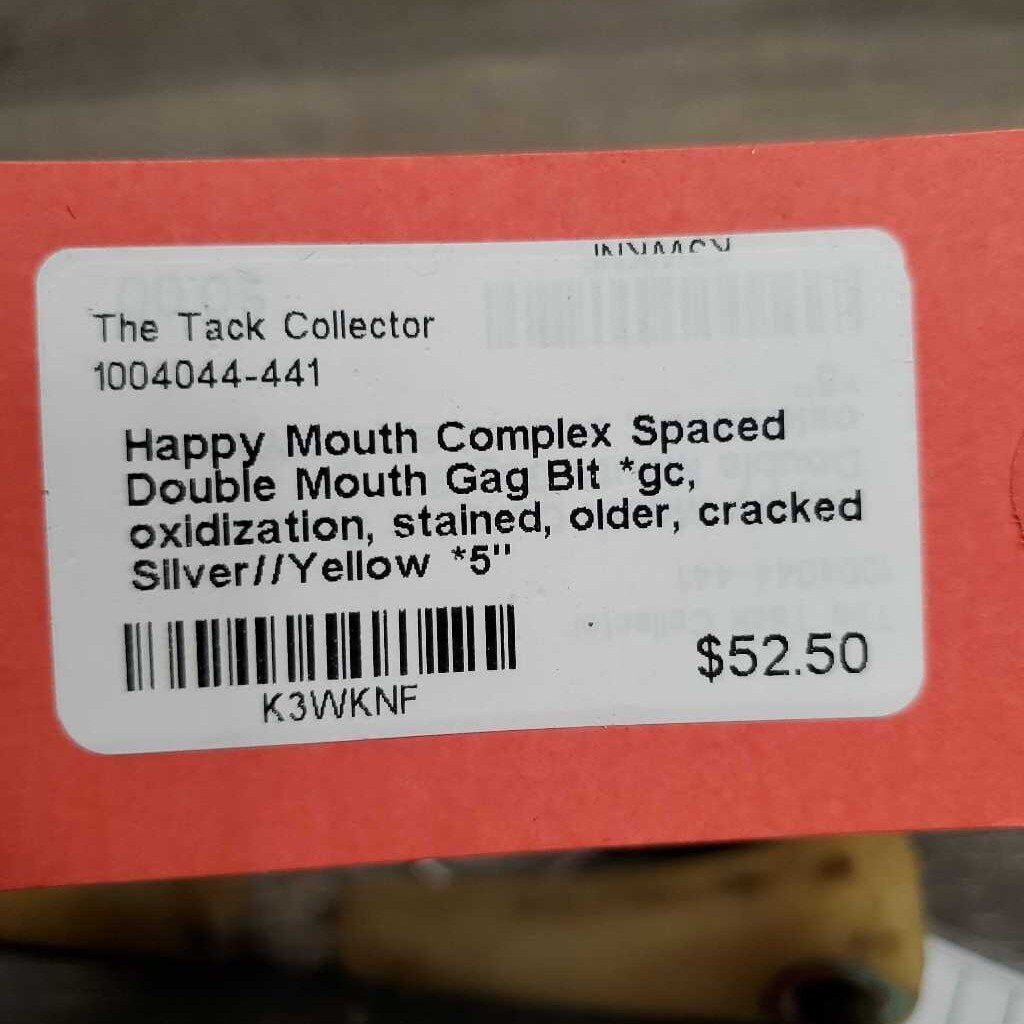 The Tack Collector
1004044-441
Happy Mouth Complex Spaced
Double Mouth Gag Bit *gc,
oxidization, stained, older, cracked
Silver//Yellow *5"
K3WKNF
$52.50